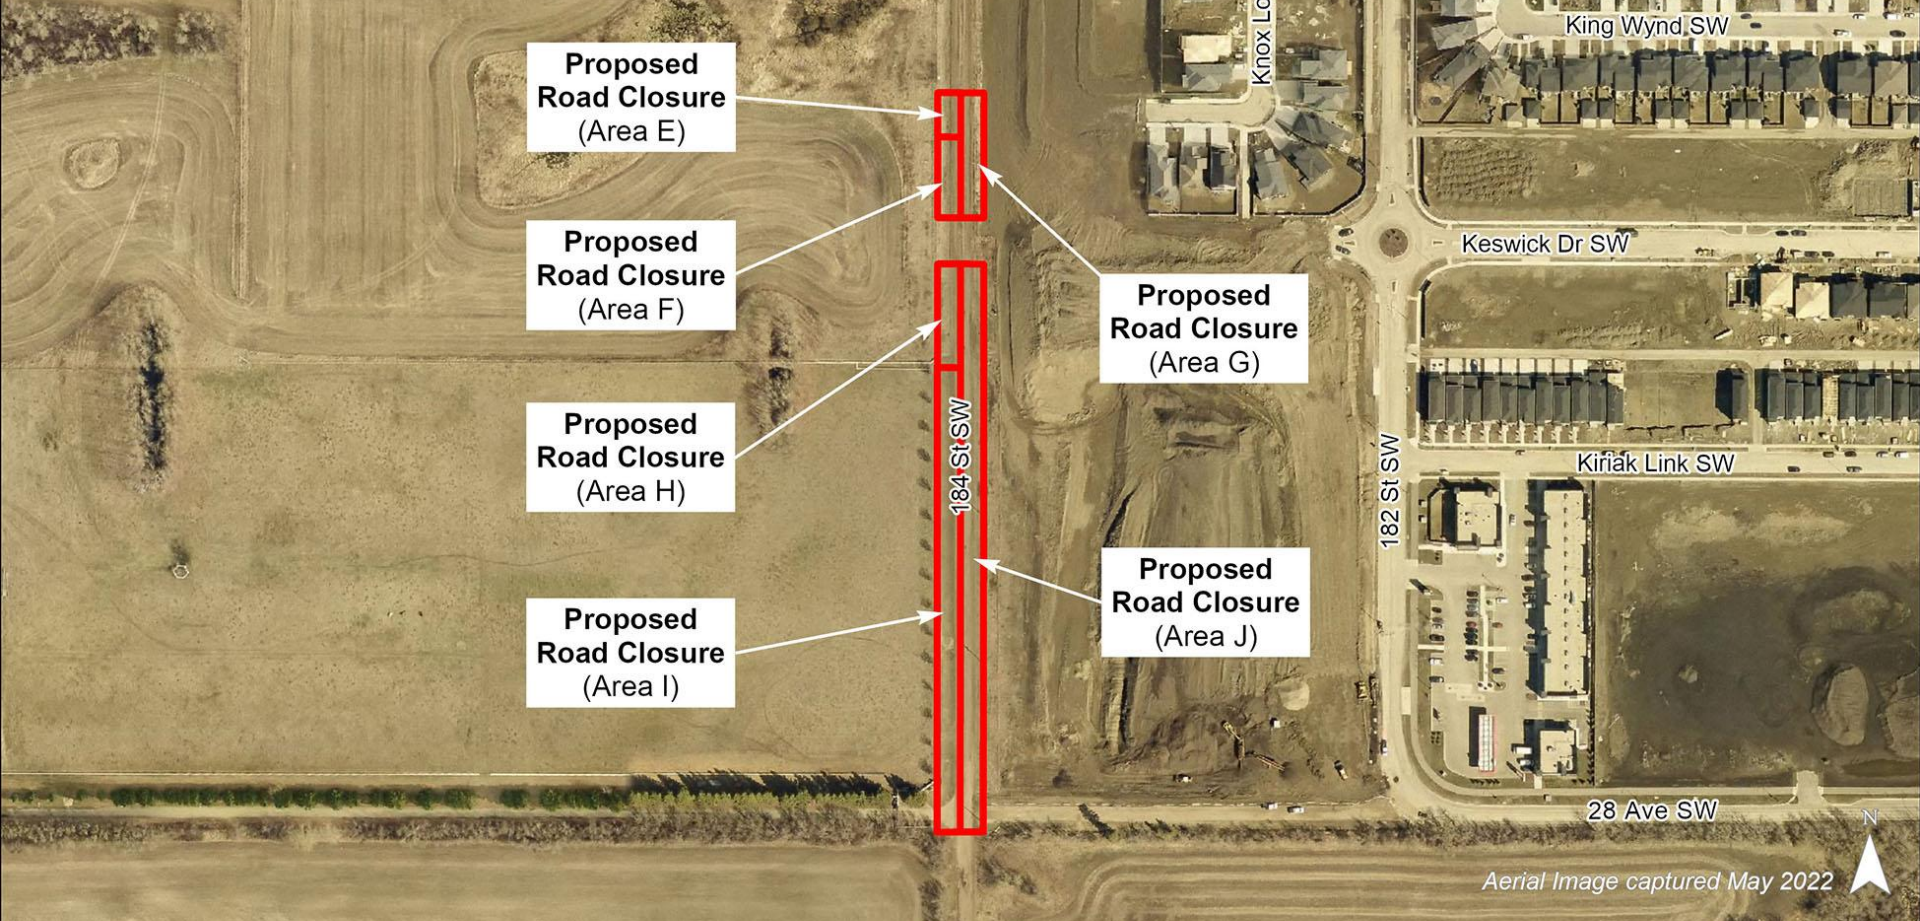 King Wynd SW
Knox Lo
Proposed
Road Closure
(Area E)
Proposed
Road Closure
(Area F)
Keswick Dr SW
Proposed
Road Closure
(Area G)
Proposed
Road Closure
(Area H)
184 St SW
182 St SW
Kiriak Link SW
Proposed
Road Closure
(Area J)
Proposed
Road Closure
(Area I)
28 Ave SW
N
Aerial Image captured May 2022